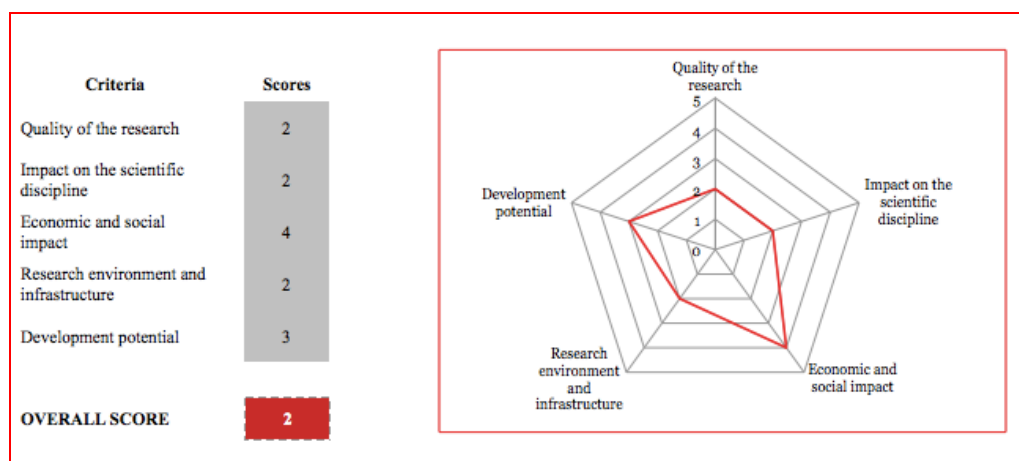 Criteria Scores
Quality of the research 2
Impact on the scientific
discipline 2
Economic and social
impact 4
Research environment and
infrastructure 2
Development potential 3
OVERALL SCORE 2
Quality of the
research
5
4
3
2
1
0
Impact on the
scientific
discipline
Economic and
social impact
Research
environment
and
infrastructure
Development
potential